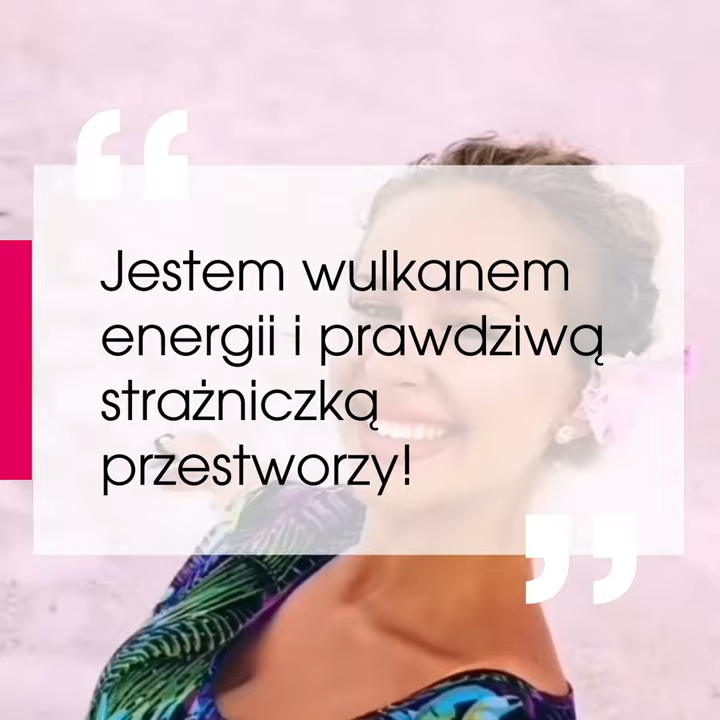 Jestem wulkanem
energii i prawdziwą
strażniczką
przestworzy!